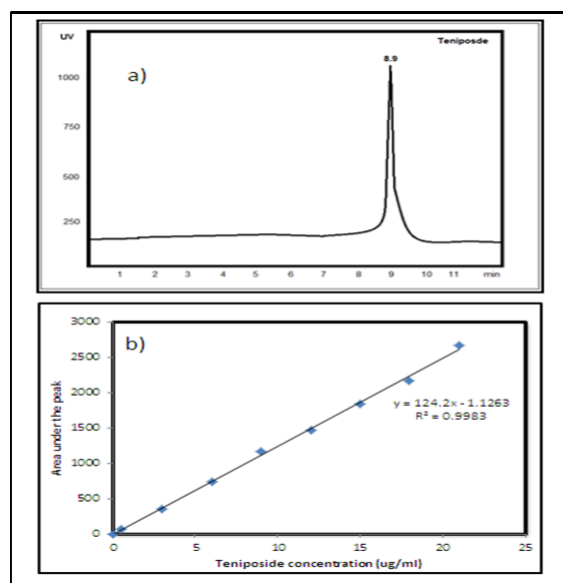 UV
Teniposde
8.9
a)
1000
750
500
250
1 2 3 4 5 6 7 8 9 10 11 min
b)
3000
2500
2000
1500
1000
500
0
Area under the peak
y = 124.2x - 1.1263
R² = 0.9983
0 5 10 15 20 25
Teniposide concentration (ug/ml)